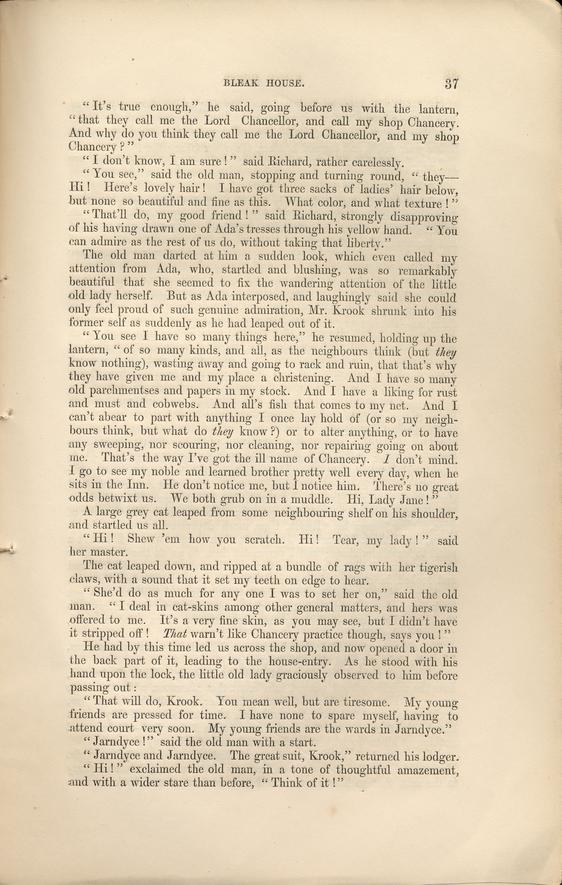 BLEAK HOUSE. 37
“ It's true enough,” he said, going before us with the lantern,
“ that they call me the Lord Chancellor, and call my shop Chancery.
And why do you think they call me the Lord Chancellor, and my shop
Chancery ? ”
“ I don't know, I am sure ! ” said Richard, rather carelessly.
“ You see,” said the old man, stopping and turning round, “ they—
Hi ! Here's lovely hair ! I have got three sacks of ladies' hair below,
but none so beautiful and fine as this. What color, and what texture ! ”
“ That'll do, my good friend ! ” said Richard, strongly disapproving
of his having drawn one of Ada's tresses through his yellow hand. “ You
can admire as the rest of us do, without taking that liberty.”
The old man darted at him a sudden look, which even called my
attention from Ada, who, startled and blushing, was so remarkably
beautiful that she seemed to fix the wandering attention of the little
old lady herself. But as Ada interposed, and laughingly said she could
only feel proud of such genuine admiration, Mr. Krook shrunk into his
former self as suddenly as he had leaped out of it.
“ You see I have so many things here,” he resumed, holding up the
lantern, “ of so many kinds, and all, as the neighbours think (but they
know nothing), wasting away and going to rack and ruin, that that's why
they have given me and my place a christening. And I have so many
old parchmentses and papers in my stock. And I have a liking for rust
and must and cobwebs. And all's fish that comes to my net. And I
can't abear to part with anything I once lay hold of (or so my neigh-
bours think, but what do they know ?) or to alter anything, or to have
any sweeping, nor scouring, nor cleaning, nor repairing going on about
me. That's the way I've got the ill name of Chancery. I don't mind.
I go to see my noble and learned brother pretty well every day, when he
sits in the Inn. He don't notice me, but I notice him. There's no great
odds betwixt us. We both grub on in a muddle. Hi, Lady Jane ! ”
A large grey cat leaped from some neighbouring shelf on his shoulder,
and startled us all.
“ Hi ! Shew 'em how you scratch. Hi ! Tear, my lady ! ” said
her master.
The cat leaped down, and ripped at a bundle of rags with her tigerish
claws, with a sound that it set my teeth on edge to hear.
“ She'd do as much for any one I was to set her on,” said the old
man. “ I deal in cat-skins among other general matters, and hers was
offered to me. It's a very fine skin, as you may see, but I didn't have
it stripped off ! That warn't like Chancery practice though, says you ! ”
He had by this time led us across the shop, and now opened a door in
the back part of it, leading to the house-entry. As he stood with his
hand upon the lock, the little old lady graciously observed to him before
passing out :
“ That will do, Krook. You mean well, but are tiresome. My young
friends are pressed for time. I have none to spare myself, having to
attend court very soon. My young friends are the wards in Jarndyce.”
“ Jarndyce ! ” said the old man with a start.
“ Jarndyce and Jarndyce. The great suit, Krook,” returned his lodger.
“ Hi ! ” exclaimed the old man, in a tone of thoughtful amazement,
and with a wider stare than before, “ Think of it ! ”